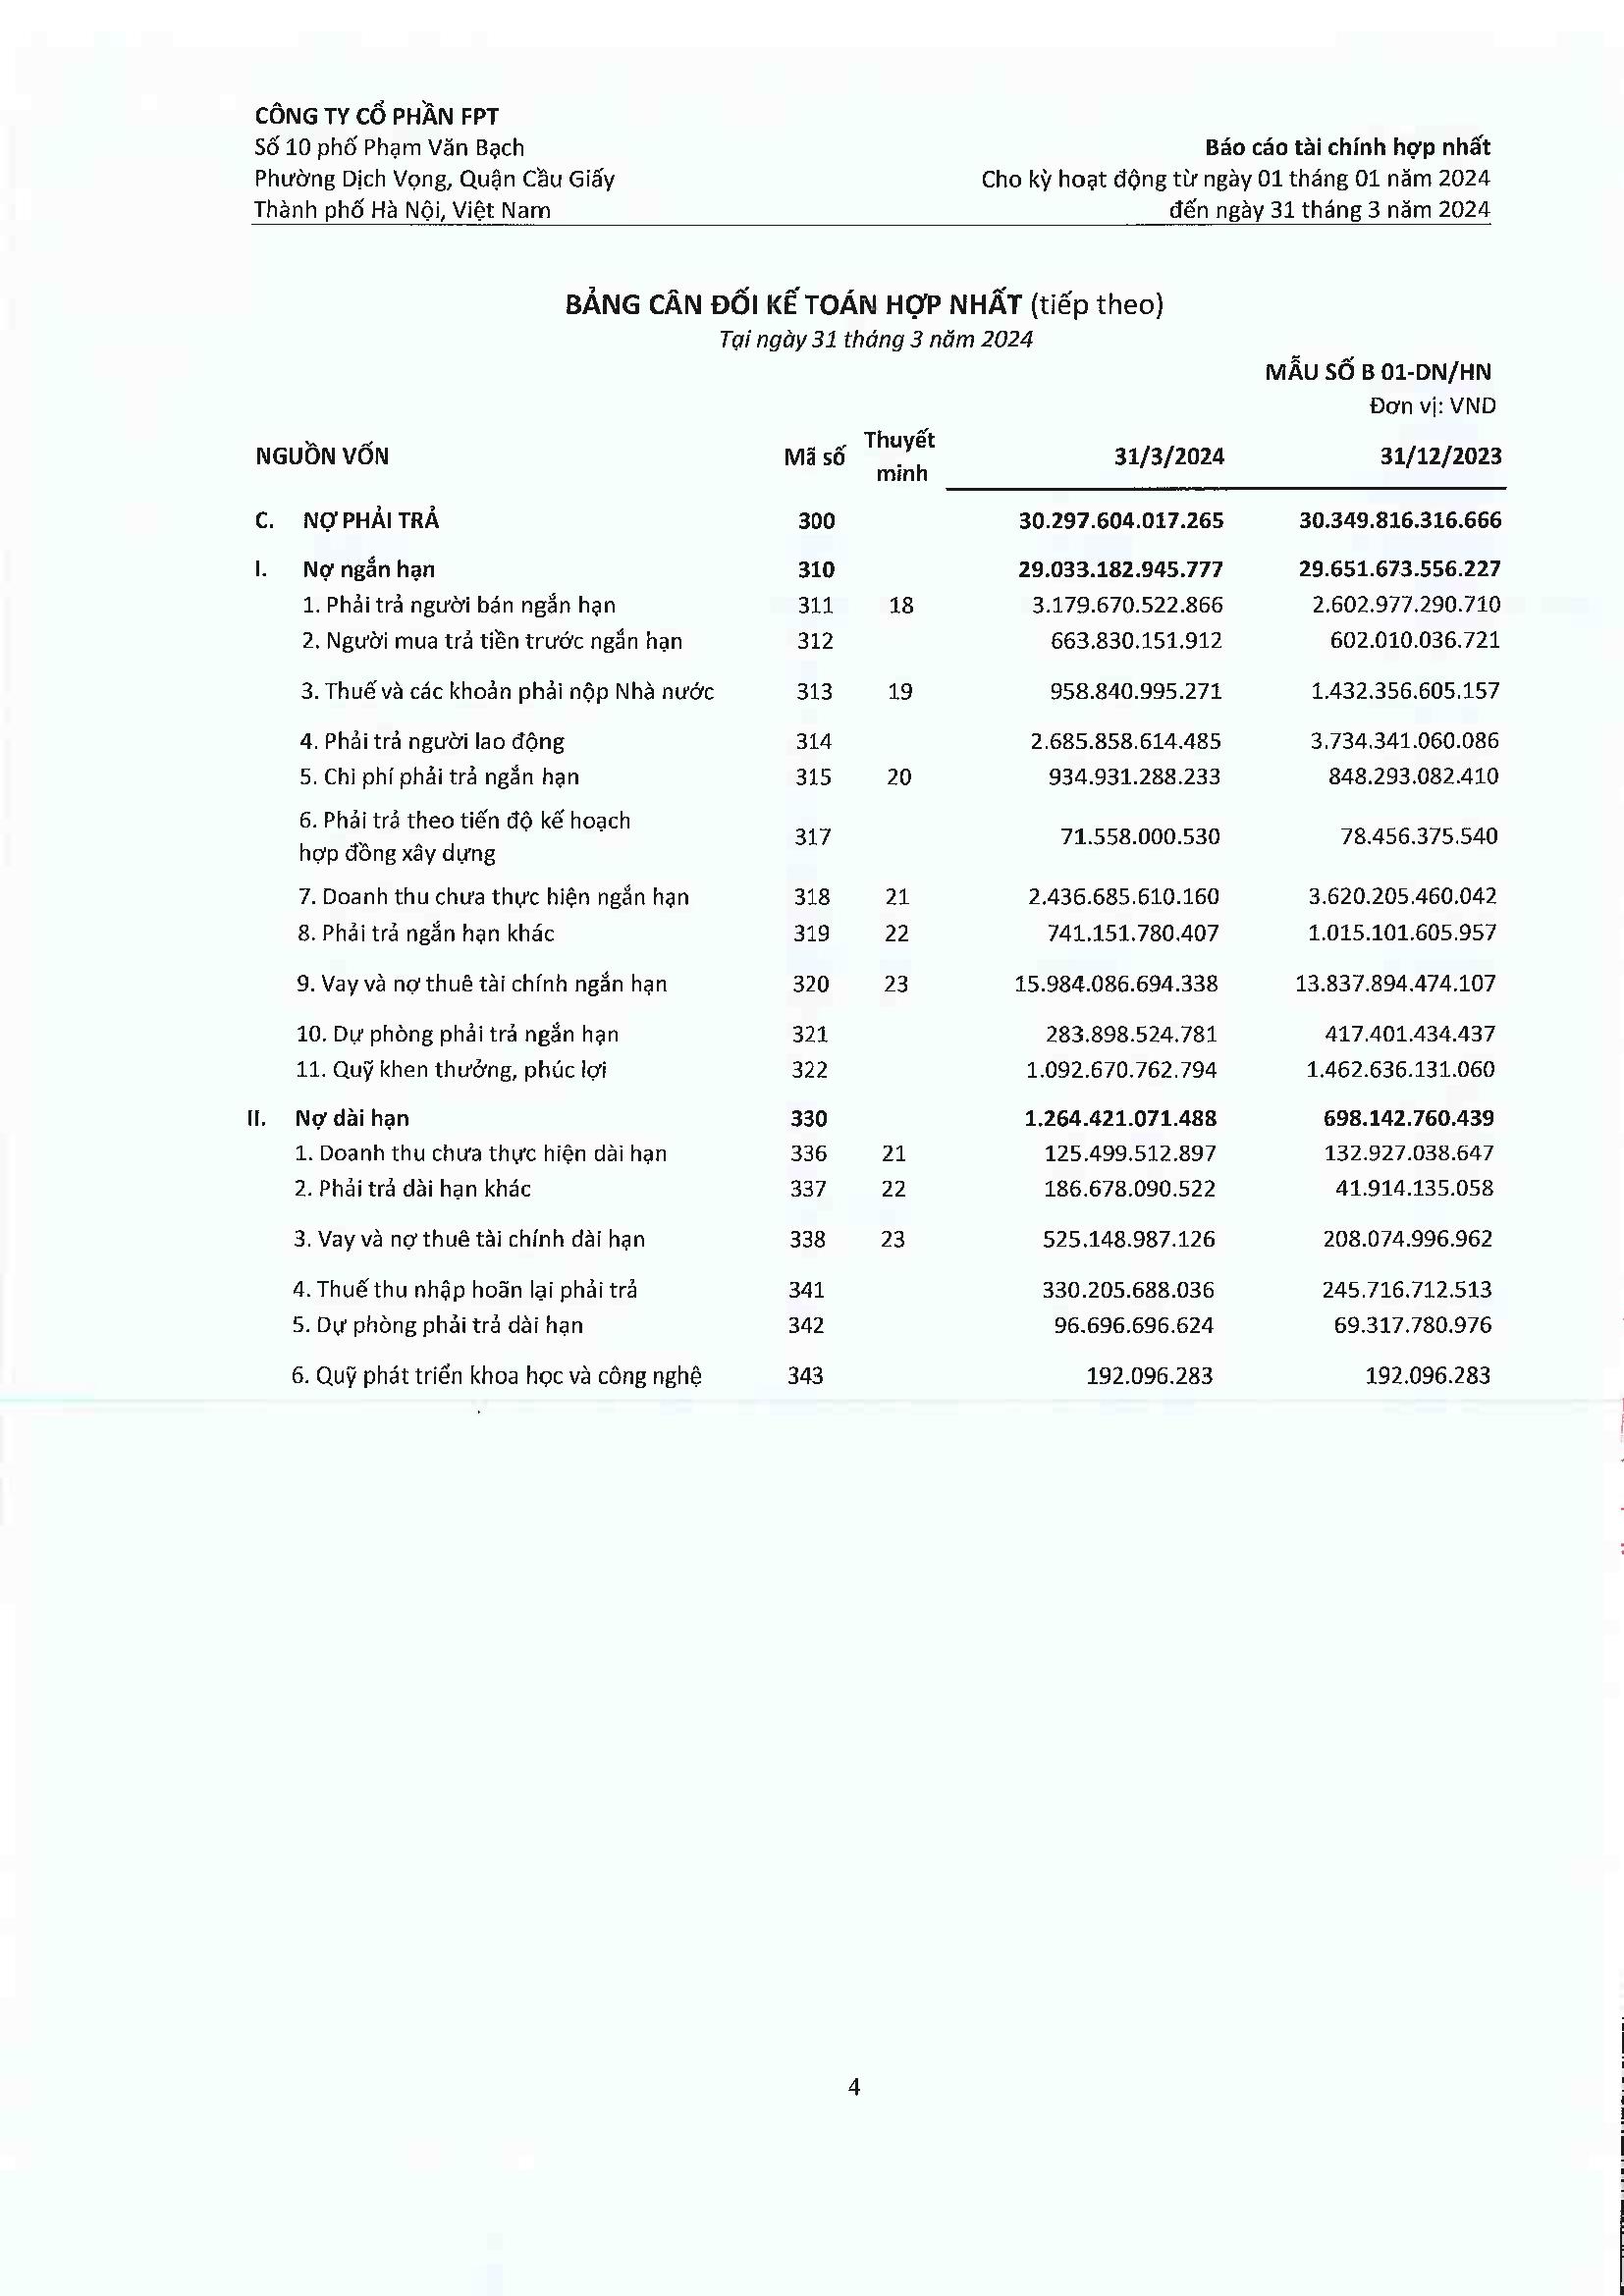 CÔNG TY CỔ PHẦN FPT
Số 10 phố Phạm Văn Bạch
Báo cáo tài chính hợp nhất
Phường Dịch Vọng, Quận Cầu Giấy
Cho kỳ hoạt động từ ngày 01 tháng 01 năm 2024
Thành phố Hà Nội, Việt Nam
đến ngày 31 tháng 3 năm 2024
BẢNG CÂN ĐỐI KẾ TOÁN HỢP NHẤT (tiếp theo)
Tại ngày 31 tháng 3 năm 2024
MẪU SỐ B 01-DN/HN
Đơn vị: VND
NGUỒN VỐN Mã số Thuyết minh 31/3/2024 31/12/2023
C. NỢ PHẢI TRẢ 300 30.297.604.017.265 30.349.816.316.666
I. Nợ ngắn hạn 310 29.033.182.945.777 29.651.673.556.227
1. Phải trả người bán ngắn hạn 311 18 3.179.670.522.866 2.602.977.290.710
2. Người mua trả tiền trước ngắn hạn 312 663.830.151.912 602.010.036.721
3. Thuế và các khoản phải nộp Nhà nước 313 19 958.840.995.271 1.432.356.605.157
4. Phải trả người lao động 314 2.685.858.614.485 3.734.341.060.086
5. Chi phí phải trả ngắn hạn 315 20 934.931.288.233 848.293.082.410
6. Phải trả theo tiến độ kế hoạch
hợp đồng xây dựng 317 71.558.000.530 78.456.375.540
7. Doanh thu chưa thực hiện ngắn hạn 318 21 2.436.685.610.160 3.620.205.460.042
8. Phải trả ngắn hạn khác 319 22 741.151.780.407 1.015.101.605.957
9. Vay và nợ thuê tài chính ngắn hạn 320 23 15.984.086.694.338 13.837.894.474.107
10. Dự phòng phải trả ngắn hạn 321 283.898.524.781 417.401.434.437
11. Quỹ khen thưởng, phúc lợi 322 1.092.670.762.794 1.462.636.131.060
II. Nợ dài hạn 330 1.264.421.071.488 698.142.760.439
1. Doanh thu chưa thực hiện dài hạn 336 21 125.499.512.897 132.927.038.647
2. Phải trả dài hạn khác 337 22 186.678.090.522 41.914.135.058
3. Vay và nợ thuê tài chính dài hạn 338 23 525.148.987.126 208.074.996.962
4. Thuế thu nhập hoãn lại phải trả 341 330.205.688.036 245.716.712.513
5. Dự phòng phải trả dài hạn 342 96.696.696.624 69.317.780.976
6. Quỹ phát triển khoa học và công nghệ 343 192.096.283 192.096.283
4